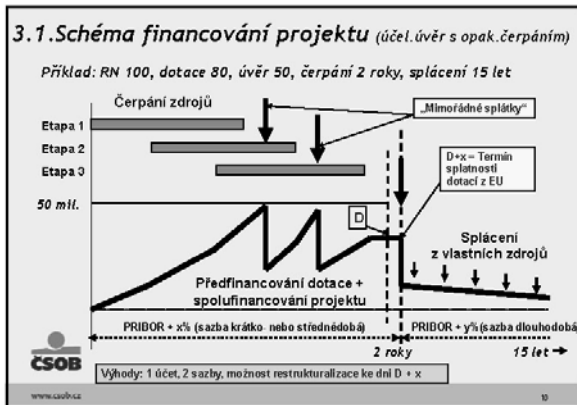 3.1.Schéma financování projektu (účel.úvěr s opak.čerpáním)
Příklad: RN 100, dotace 80, úvěr 50, čerpání 2 roky, splácení 15 let
Čerpání zdrojů
„Mimořádné splátky“
Etapa 1
Etapa 2
Etapa 3
D+x = Termín
splatnosti
dotací z EU
50 mil.
D
Splácení
z vlastních zdrojů
Předfinancování dotace +
spolufinancování projektu
PRIBOR + x% (sazba krátko- nebo střednědobá)
PRIBOR + y% (sazba dlouhodobá)
2 roky
15 let
ČSOB
Výhody: 1 účet, 2 sazby, možnost restrukturalizace ke dni D + x
www.csob.cz
10